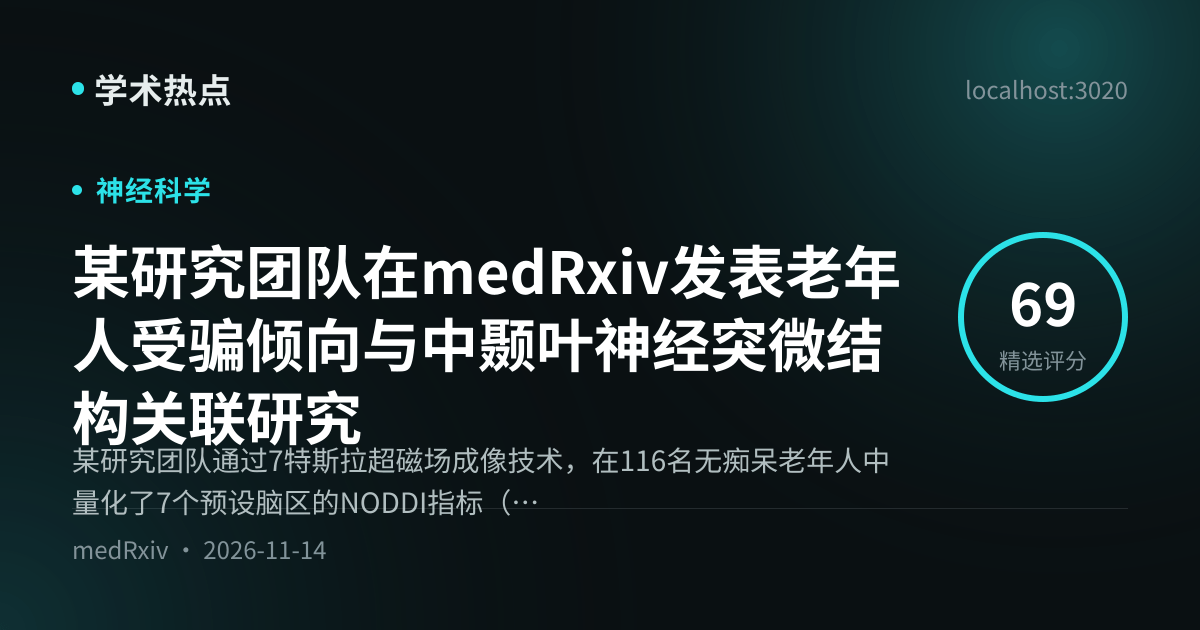 学术热点
localhost:3020
神经科学
某研究团队在medRxiv发表老年
人受骗倾向与中颞叶神经突微结
构关联研究
69
精选评分
某研究团队通过7特斯拉超磁场成像技术，在116名无痴呆老年人中
量化了7个预设脑区的NODDI指标（…
medRxiv · 2026-11-14